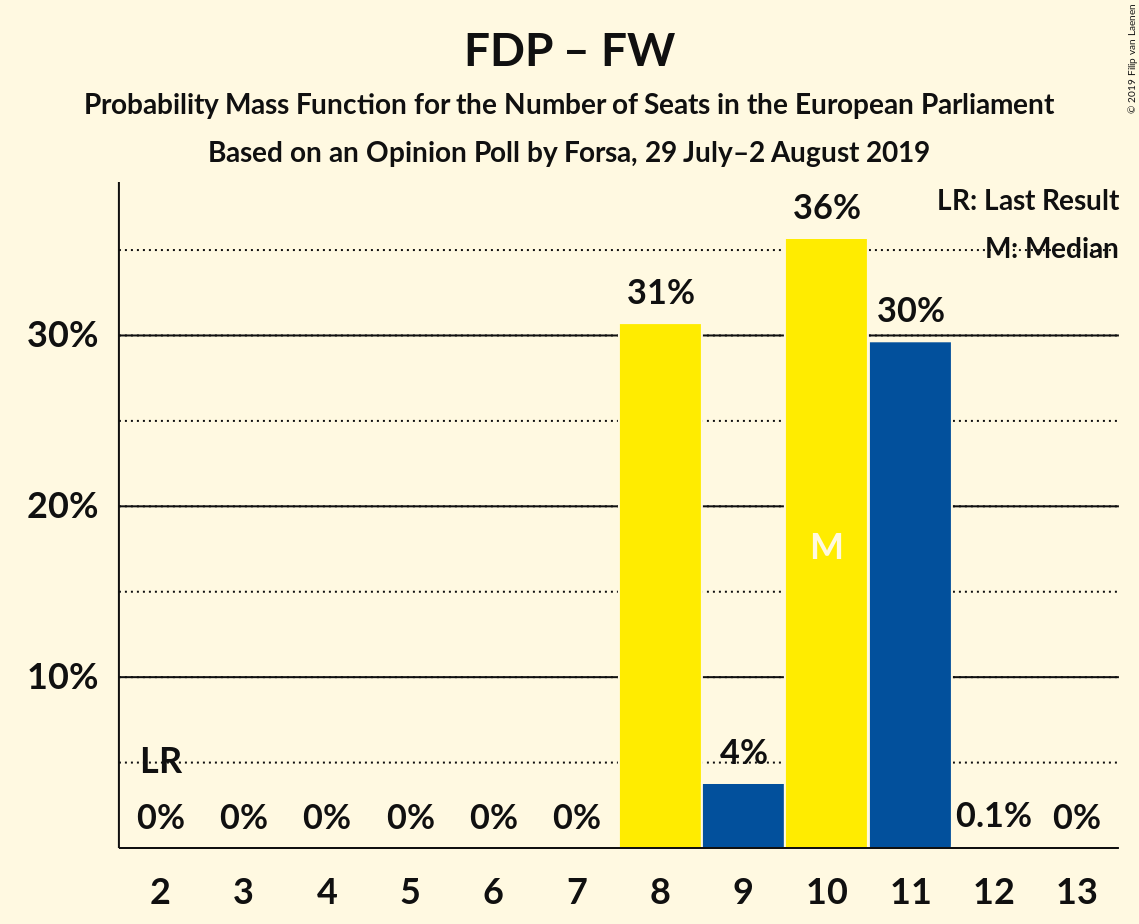 FDP – FW
Probability Mass Function for the Number of Seats in the European Parliament
Based on an Opinion Poll by Forsa, 29 July–2 August 2019
© 2019 Filip van Laenen
LR: Last Result
M: Median
36%
31%
30%
30%
20%
M
10%
LR
4%
0% 0% 0% 0% 0% 0% 0.1% 0%
2 3 4 5 6 7 8 9 10 11 12 13